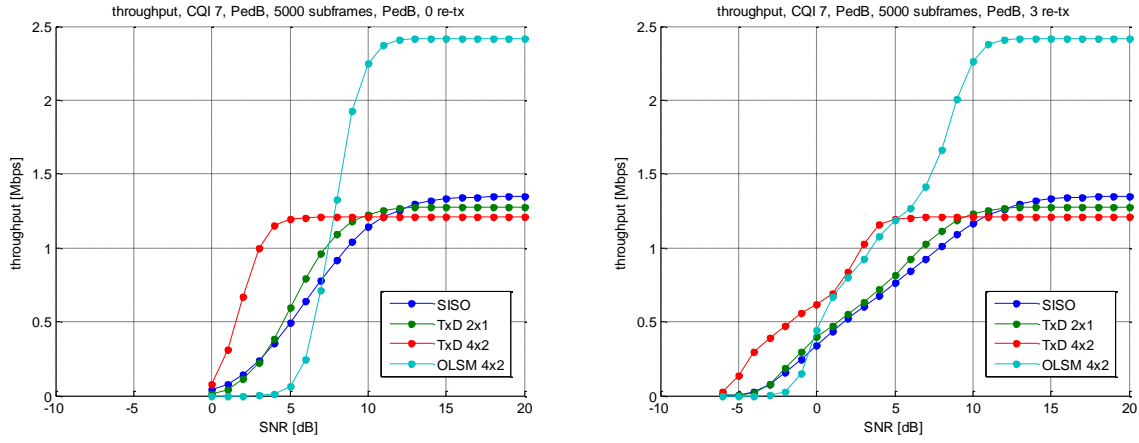 throughput, CQI 7, PedB, 5000 subframes, PedB, 0 re-tx
2.5
2
1.5
1
0.5
0
throughput [Mbps]
-10
-5
0
5
10
15
20
SNR [dB]
SISO
TxD 2x1
TxD 4x2
OLSM 4x2
throughput, CQI 7, PedB, 5000 subframes, PedB, 3 re-tx
2.5
2
1.5
1
0.5
0
throughput [Mbps]
-10
-5
0
5
10
15
20
SNR [dB]
SISO
TxD 2x1
TxD 4x2
OLSM 4x2